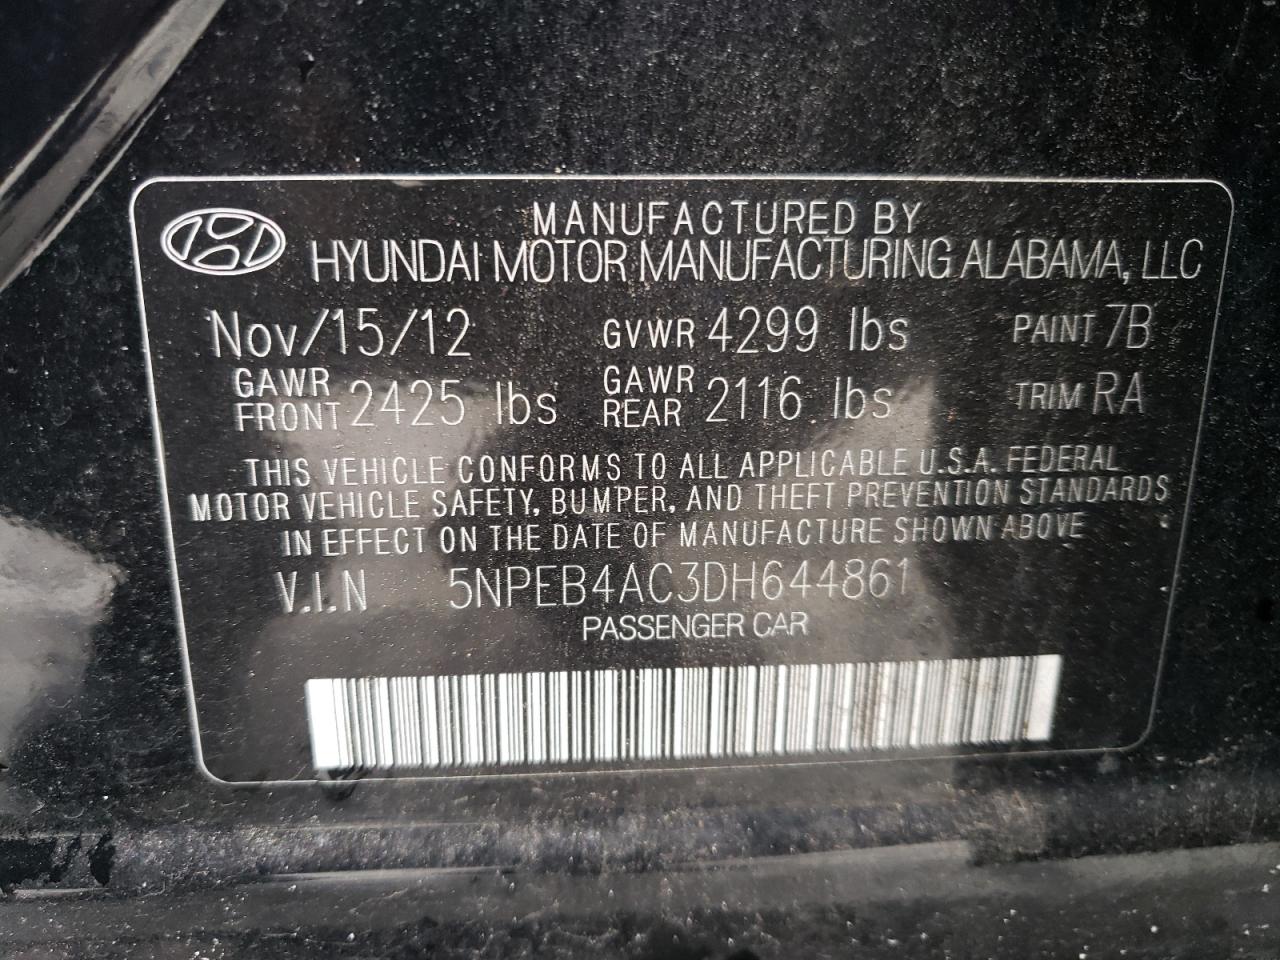 MANUFACTURED BY
HYUNDAI MOTOR MANUFACTURING ALABAMA, LLC
Nov/15/12 GVWR 4299 lbs PAINT 7B
GAWR FRONT 2425 lbs GAWR REAR 2116 lbs TRIM RA
THIS VEHICLE CONFORMS TO ALL APPLICABLE U.S.A. FEDERAL
MOTOR VEHICLE SAFETY, BUMPER, AND THEFT PREVENTION STANDARDS
IN EFFECT ON THE DATE OF MANUFACTURE SHOWN ABOVE
V.I.N 5NPEB4AC3DH644861
PASSENGER CAR